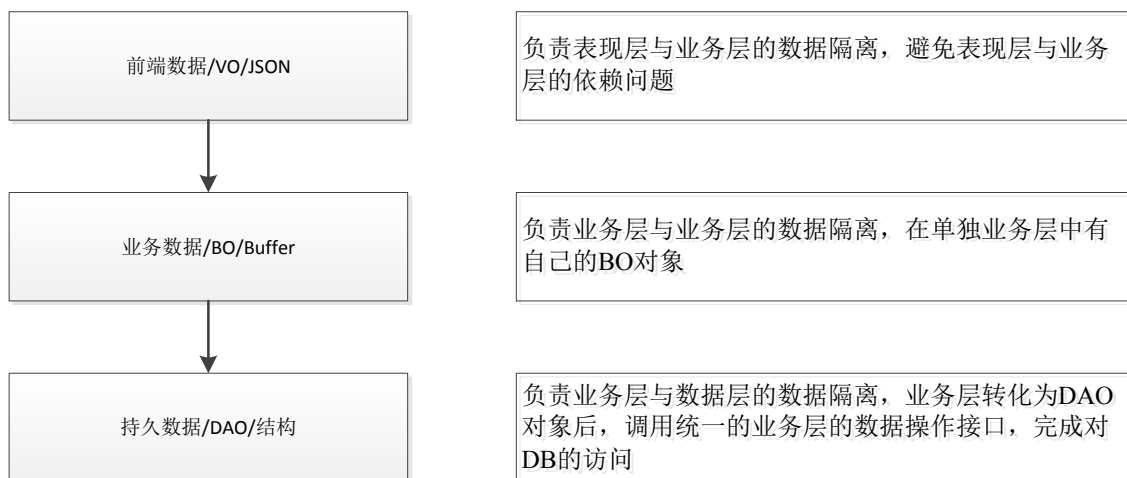 前端数据/VO/JSON
负责表现层与业务层的数据隔离，避免表现层与业务
层的依赖问题
业务数据/BO/Buffer
负责业务层与业务层的数据隔离，在单独业务层中有
自己的BO对象
持久数据/DAO/结构
负责业务层与数据层的数据隔离，业务层转化为DAO
对象后，调用统一的业务层的数据操作接口，完成对
DB的访问